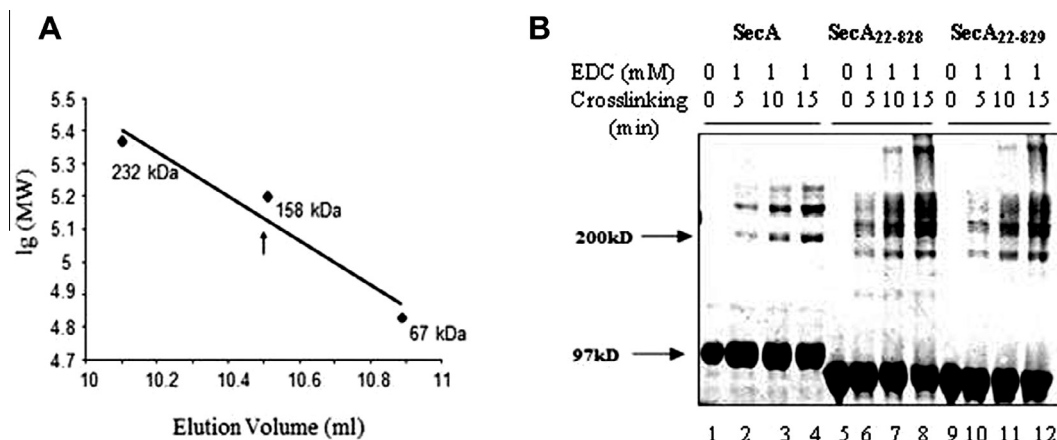 A
5.5
5.4
5.3
5.2
5.1
5
4.9
4.8
4.7
lg (MW)
232 kDa
158 kDa
67 kDa
10 10.2 10.4 10.6 10.8 11
Elution Volume (ml)
B
SecA SecA22-828 SecA22-829
EDC (mM) 0 1 1 1 0 1 1 1 0 1 1 1
Crosslinking 0 5 10 15 0 5 10 15 0 5 10 15
(min)
200kD
97kD
1 2 3 4 5 6 7 8 9 10 11 12